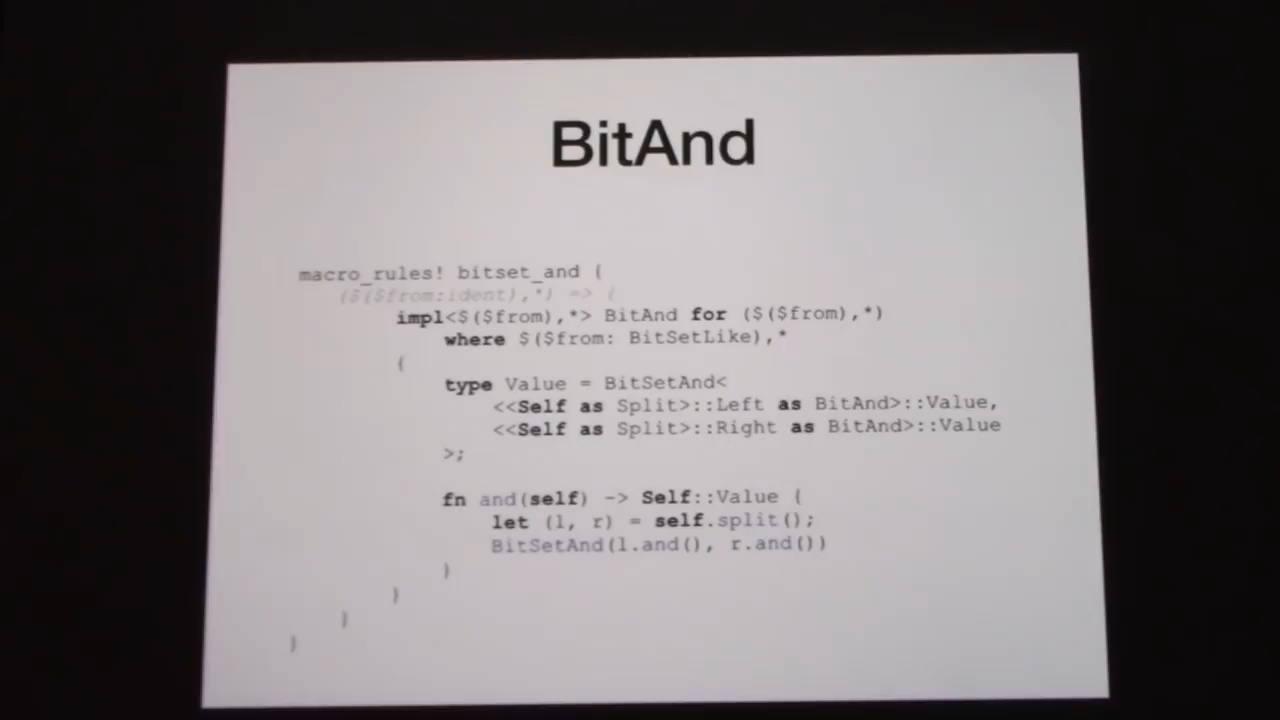 BitAnd
macro_rules! bitset_and {
($($from:ident),*) => {
impl<$($from),*> BitAnd for ($($from),*)
where $($from: BitSetLike),*
{
type Value = BitSetAnd<
<<Self as Split>::Left as BitAnd>::Value,
<<Self as Split>::Right as BitAnd>::Value
>;
fn and(self) -> Self::Value {
let (l, r) = self.split();
BitSetAnd(l.and(), r.and())
}
}
}
}